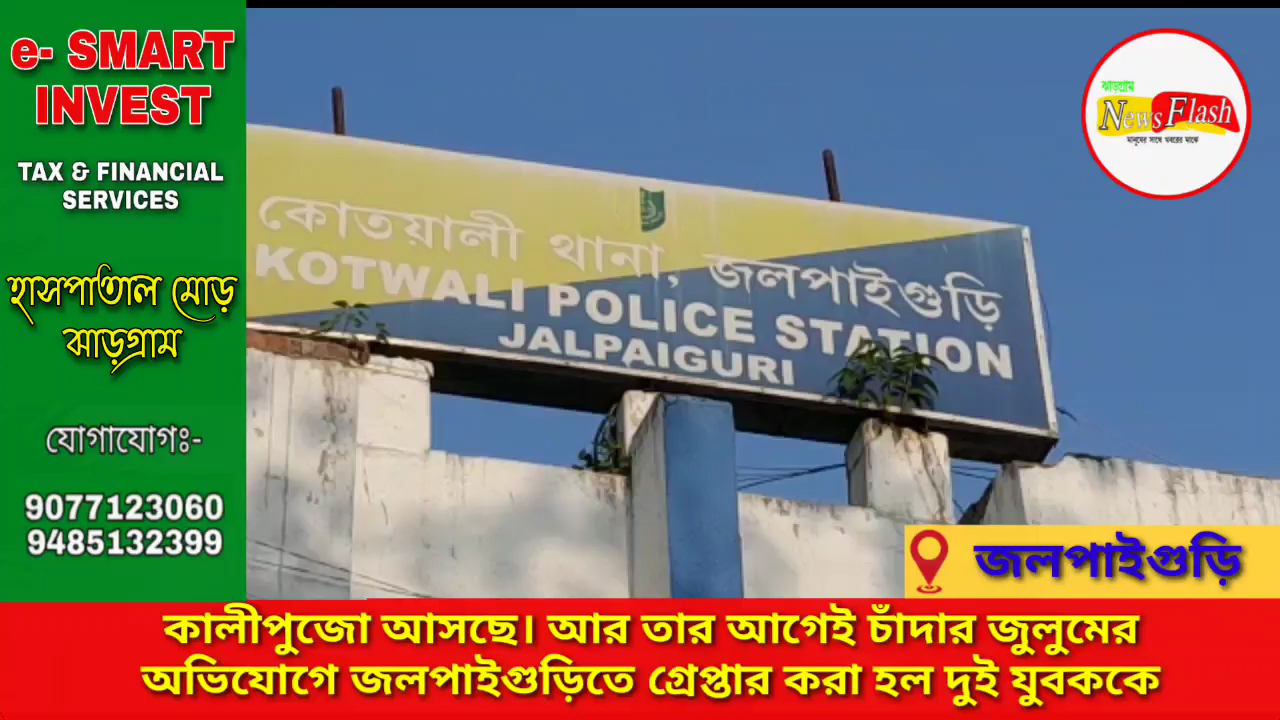 e- SMART
INVEST
TAX & FINANCIAL
SERVICES
হাসপাতাল মোড়
ঝাড়গ্রাম
যোগাযোগঃ-
9077123060
9485132399
ঝাড়গ্রাম
News Flash
মানুষের সাথে খবরের মাঝে
কোতয়ালী থানা, জলপাইগুড়ি
KOTWALI POLICE STATION
JALPAIGURI
জলপাইগুড়ি
কালীপুজো আসছে। আর তার আগেই চাঁদার জুলুমের
অভিযোগে জলপাইগুড়িতে গ্রেপ্তার করা হল দুই যুবককে